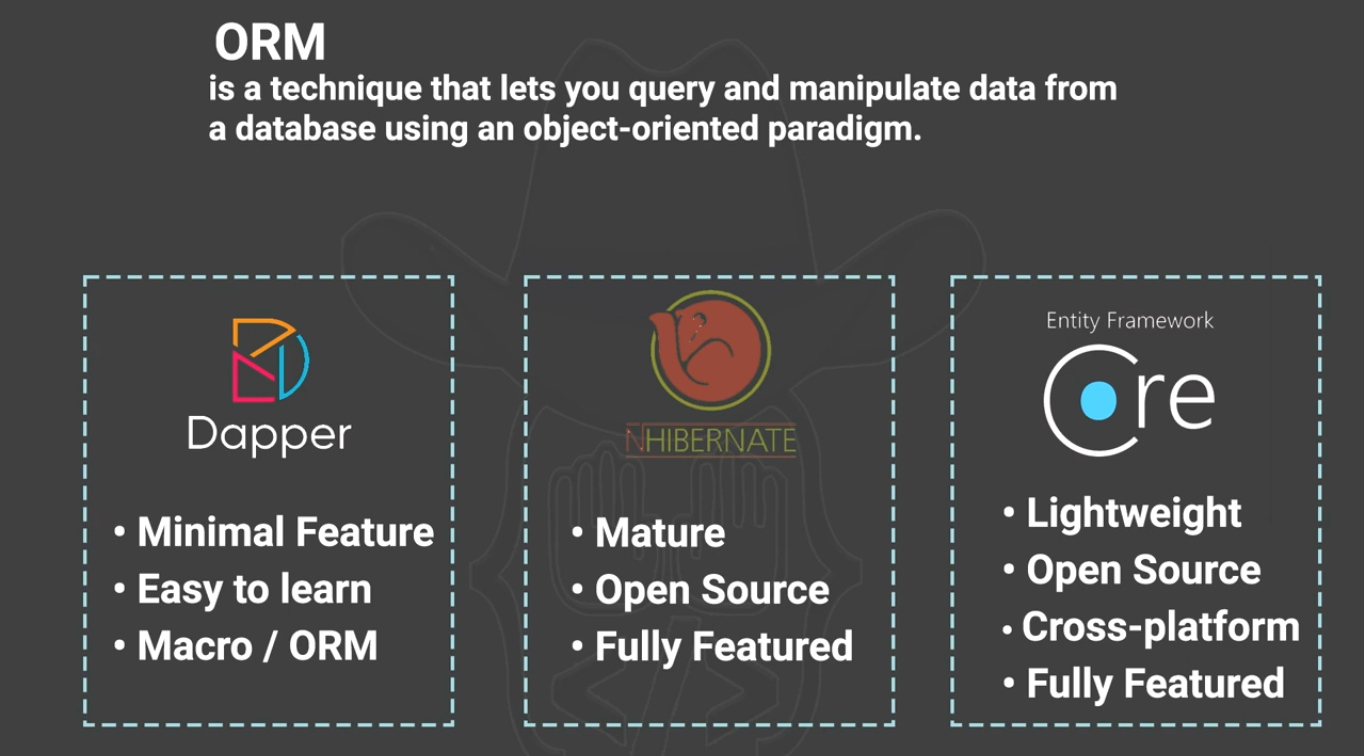 ORM
is a technique that lets you query and manipulate data from
a database using an object-oriented paradigm.
Dapper
• Minimal Feature
• Easy to learn
• Macro / ORM
NHIBERNATE
• Mature
• Open Source
• Fully Featured
Entity Framework
Core
• Lightweight
• Open Source
• Cross-platform
• Fully Featured